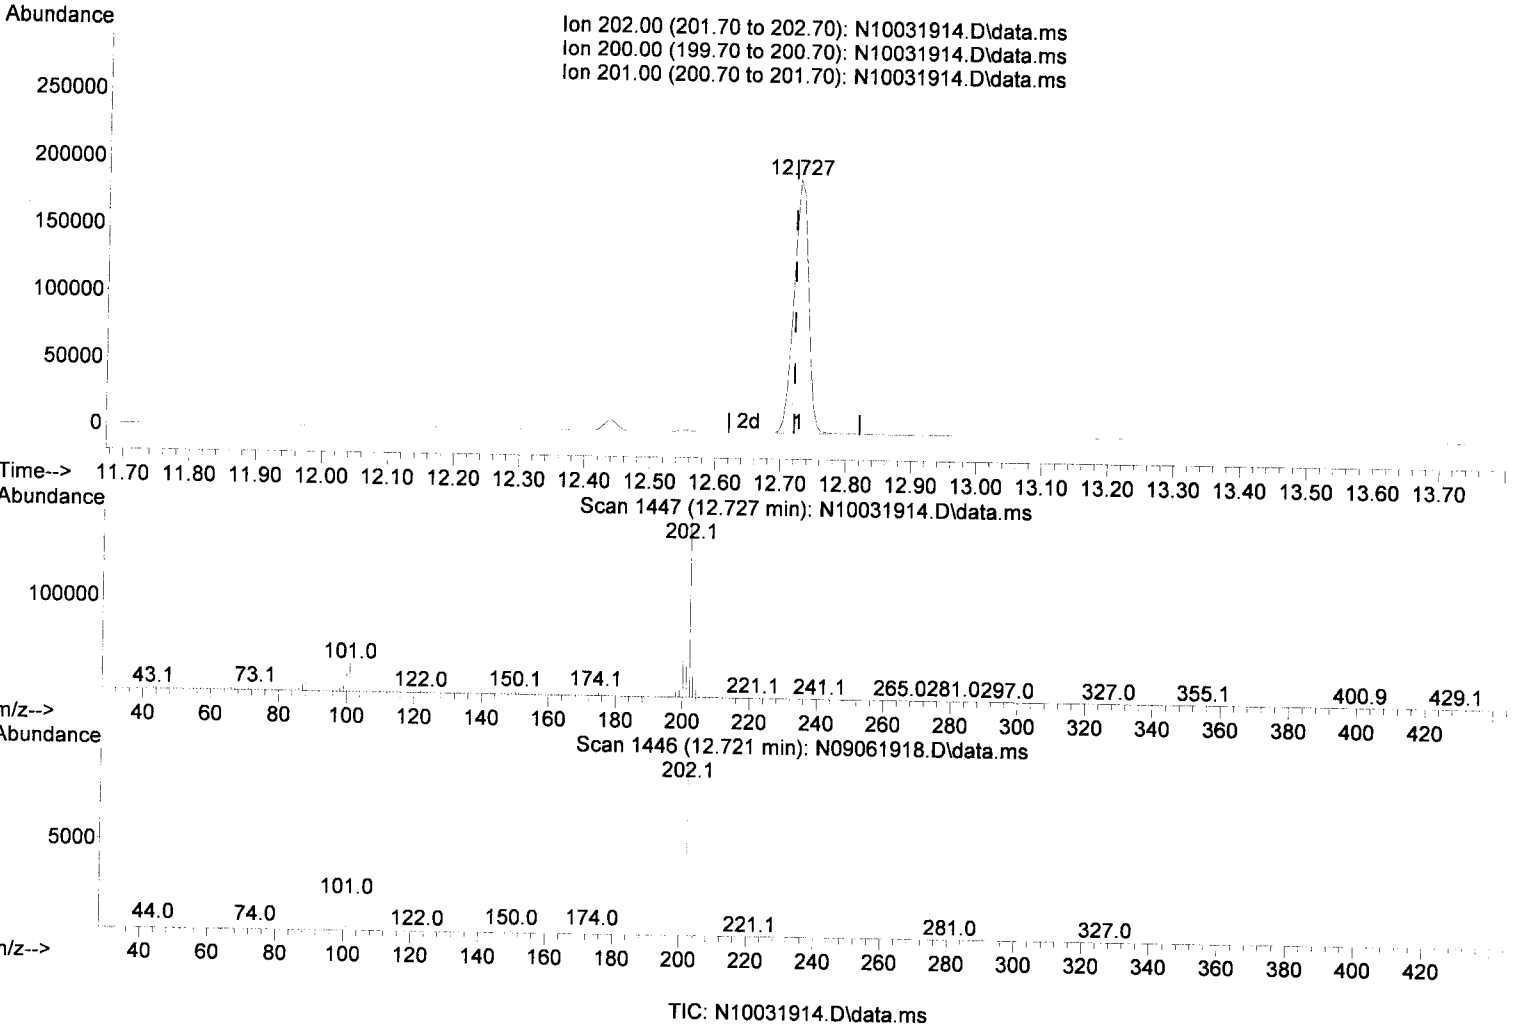 Abundance
Ion 202.00 (201.70 to 202.70): N10031914.D\data.ms
Ion 200.00 (199.70 to 200.70): N10031914.D\data.ms
Ion 201.00 (200.70 to 201.70): N10031914.D\data.ms
250000
200000
12.727
150000
100000
50000
0
2d
1
Time-->
11.70 11.80 11.90 12.00 12.10 12.20 12.30 12.40 12.50 12.60 12.70 12.80 12.90 13.00 13.10 13.20 13.30 13.40 13.50 13.60 13.70
Abundance
Scan 1447 (12.727 min): N10031914.D\data.ms
202.1
100000
101.0
43.1 73.1 122.0 150.1 174.1 221.1 241.1 265.0281.0297.0 327.0 355.1 400.9 429.1
m/z-->
40 60 80 100 120 140 160 180 200 220 240 260 280 300 320 340 360 380 400 420
Abundance
Scan 1446 (12.721 min): N09061918.D\data.ms
202.1
5000
101.0
44.0 74.0 122.0 150.0 174.0 221.1 281.0 327.0
m/z-->
40 60 80 100 120 140 160 180 200 220 240 260 280 300 320 340 360 380 400 420
TIC: N10031914.D\data.ms